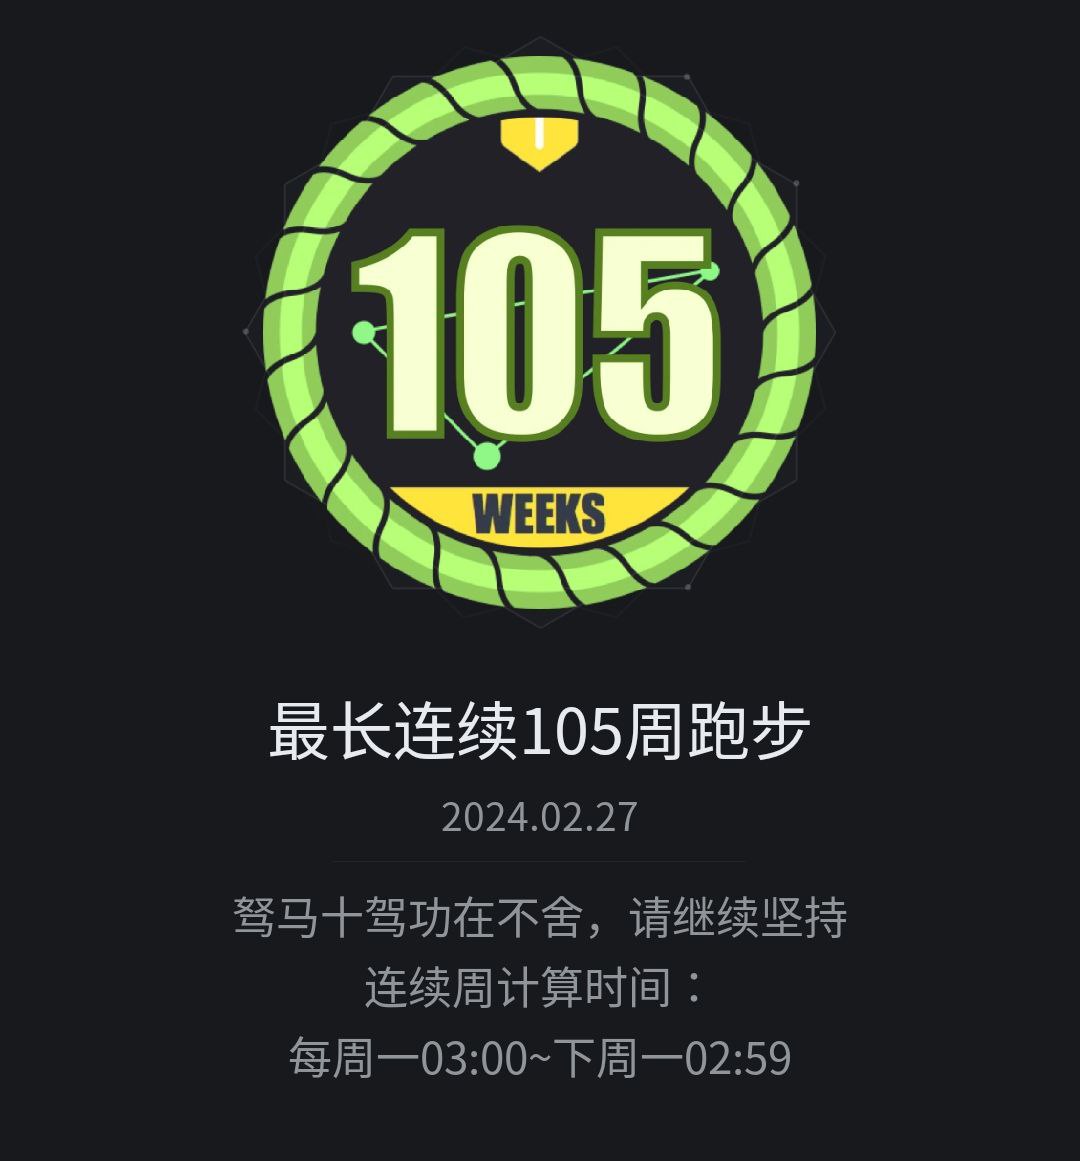 105
WEEKS
最长连续105周跑步
2024.02.27
驽马十驾功在不舍，请继续坚持
连续周计算时间：
每周一03:00~下周一02:59